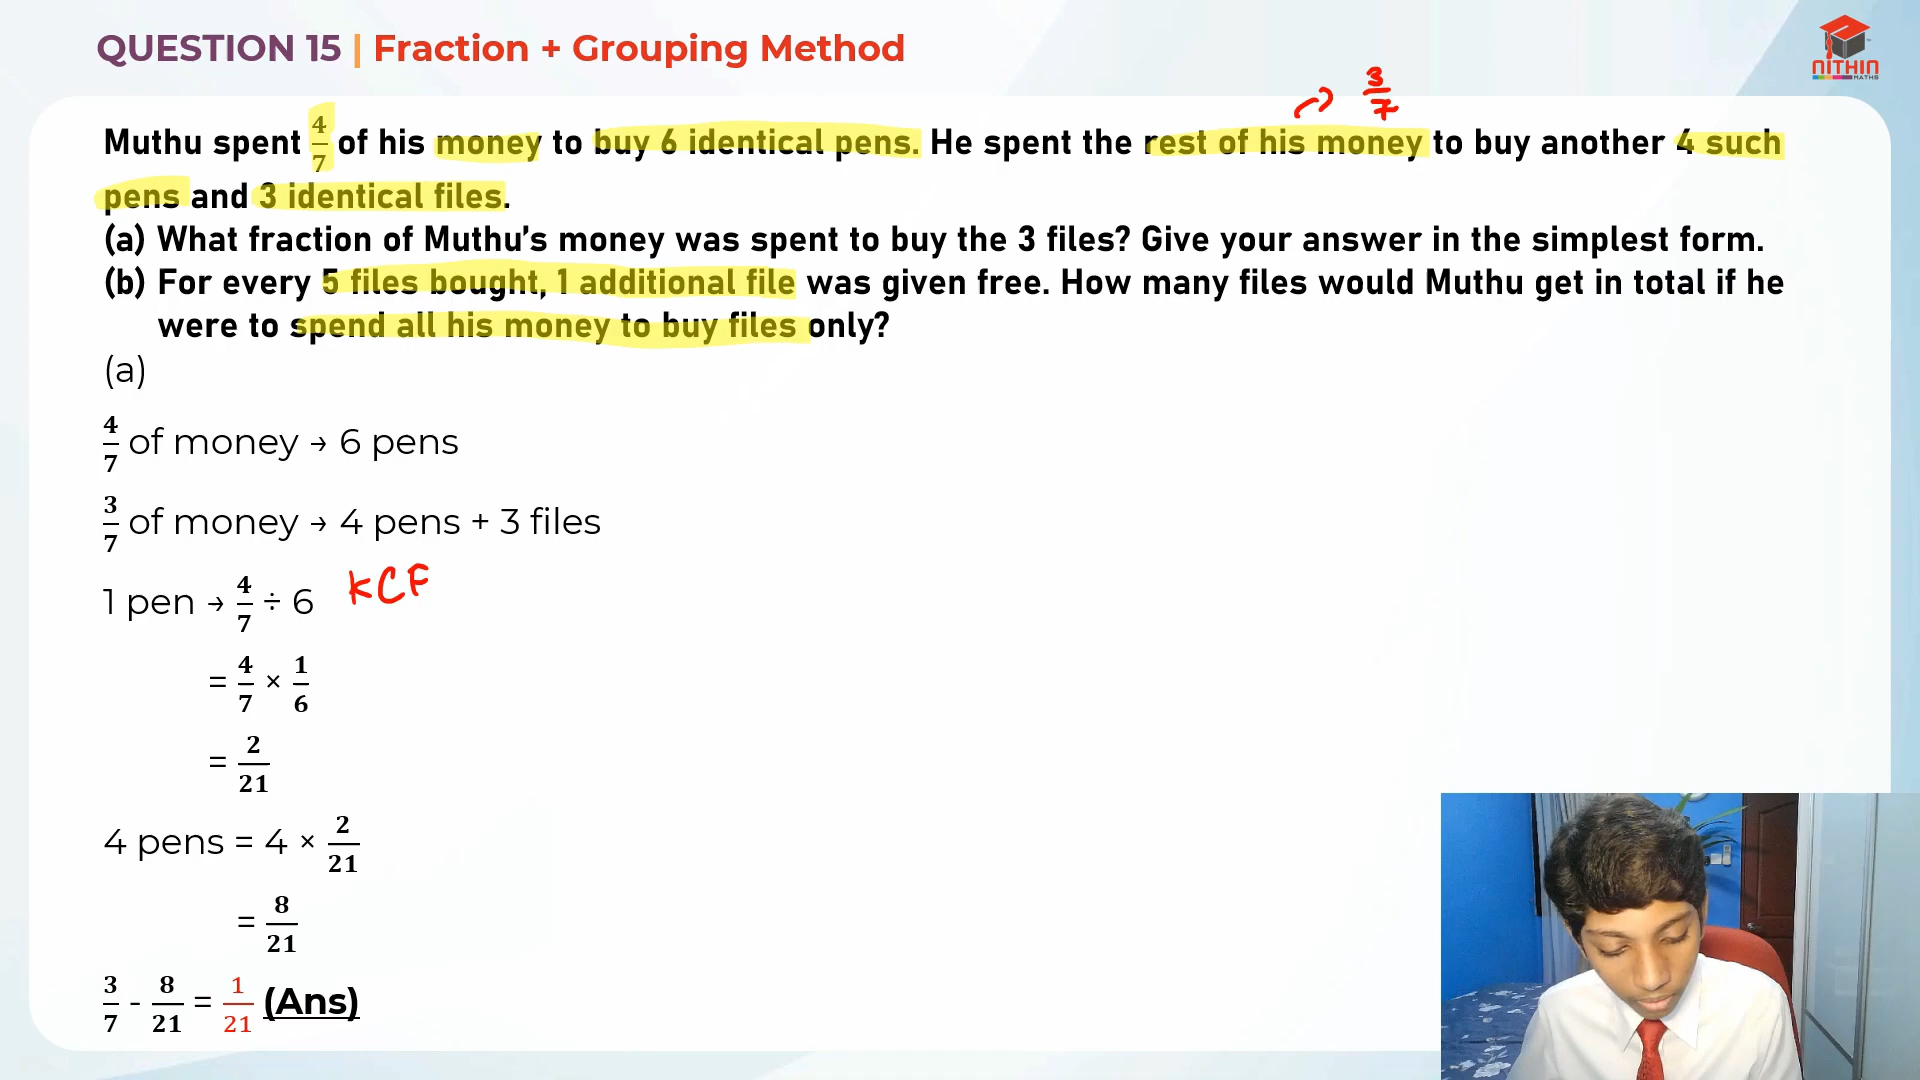 QUESTION 15 | Fraction + Grouping Method
NITHIN
MATHS
3/7
Muthu spent 4/7 of his money to buy 6 identical pens. He spent the rest of his money to buy another 4 such
pens and 3 identical files.
(a) What fraction of Muthu’s money was spent to buy the 3 files? Give your answer in the simplest form.
(b) For every 5 files bought, 1 additional file was given free. How many files would Muthu get in total if he
were to spend all his money to buy files only?
(a)
4/7 of money → 6 pens
3/7 of money → 4 pens + 3 files
1 pen → 4/7 ÷ 6 KCF
= 4/7 × 1/6
= 2/21
4 pens = 4 × 2/21
= 8/21
3/7 - 8/21 = 1/21 (Ans)